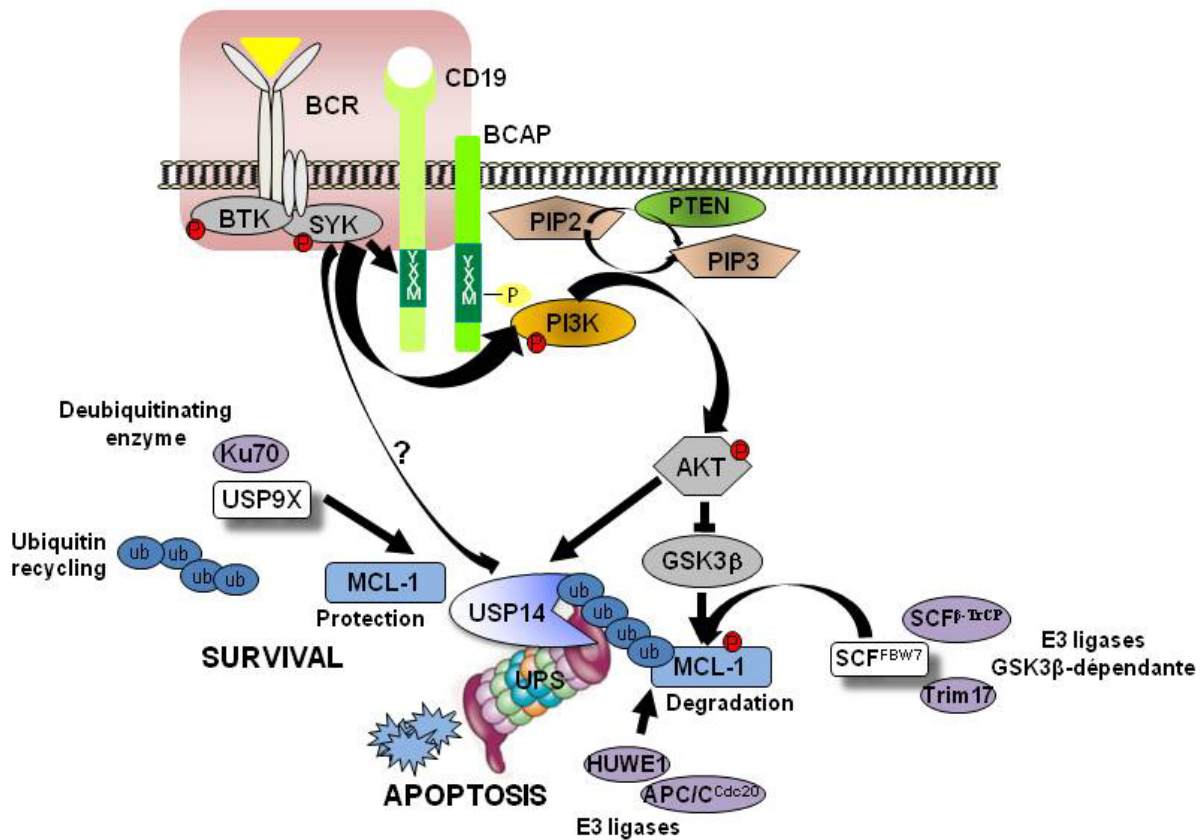 BCR
CD19
BCAP
BTK
SYK
P
P
YXXM
YXXM
P
PIP2
PTEN
PIP3
PI3K
P
Deubiquitinating
enzyme
Ku70
USP9X
?
AKT
P
GSK3β
Ubiquitin
recycling
ub
ub
ub
ub
MCL-1
Protection
USP14
ub
ub
ub
ub
P
MCL-1
Degradation
SCFβ-TrCP
SCFFBW7
Trim17
E3 ligases
GSK3β-dépendante
SURVIVAL
UPS
APOPTOSIS
HUWE1
APC/CCdc20
E3 ligases